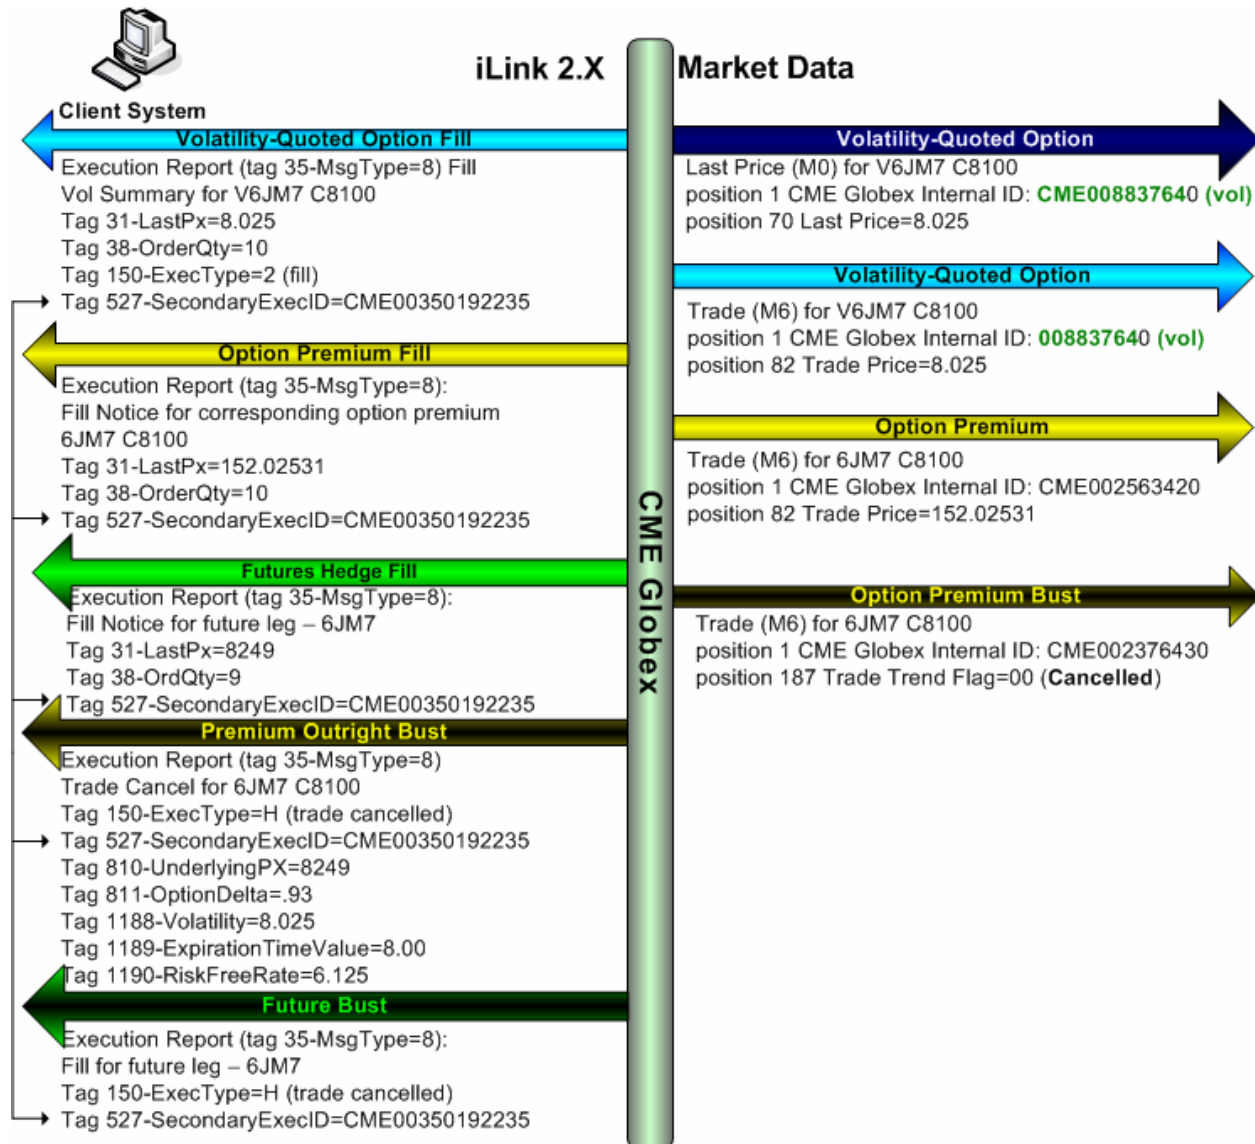 iLink 2.X
Market Data
Client System
Volatility-Quoted Option Fill
Execution Report (tag 35-MsgType=8) Fill
Vol Summary for V6JM7 C8100
Tag 31-LastPx=8.025
Tag 38-OrderQty=10
Tag 150-ExecType=2 (fill)
Tag 527-SecondaryExecID=CME00350192235
Option Premium Fill
Execution Report (tag 35-MsgType=8):
Fill Notice for corresponding option premium
6JM7 C8100
Tag 31-LastPx=152.02531
Tag 38-OrderQty=10
Tag 527-SecondaryExecID=CME00350192235
Futures Hedge Fill
Execution Report (tag 35-MsgType=8):
Fill Notice for future leg – 6JM7
Tag 31-LastPx=8249
Tag 38-OrdQty=9
Tag 527-SecondaryExecID=CME00350192235
Premium Outright Bust
Execution Report (tag 35-MsgType=8)
Trade Cancel for 6JM7 C8100
Tag 150-ExecType=H (trade cancelled)
Tag 527-SecondaryExecID=CME00350192235
Tag 810-UnderlyingPX=8249
Tag 811-OptionDelta=.93
Tag 1188-Volatility=8.025
Tag 1189-ExpirationTimeValue=8.00
Tag 1190-RiskFreeRate=6.125
Future Bust
Execution Report (tag 35-MsgType=8):
Fill for future leg – 6JM7
Tag 150-ExecType=H (trade cancelled)
Tag 527-SecondaryExecID=CME00350192235
CME Globex
Volatility-Quoted Option
Last Price (M0) for V6JM7 C8100
position 1 CME Globex Internal ID: CME008837640 (vol)
position 70 Last Price=8.025
Volatility-Quoted Option
Trade (M6) for V6JM7 C8100
position 1 CME Globex Internal ID: 008837640 (vol)
position 82 Trade Price=8.025
Option Premium
Trade (M6) for 6JM7 C8100
position 1 CME Globex Internal ID: CME002563420
position 82 Trade Price=152.02531
Option Premium Bust
Trade (M6) for 6JM7 C8100
position 1 CME Globex Internal ID: CME002376430
position 187 Trade Trend Flag=00 (Cancelled)